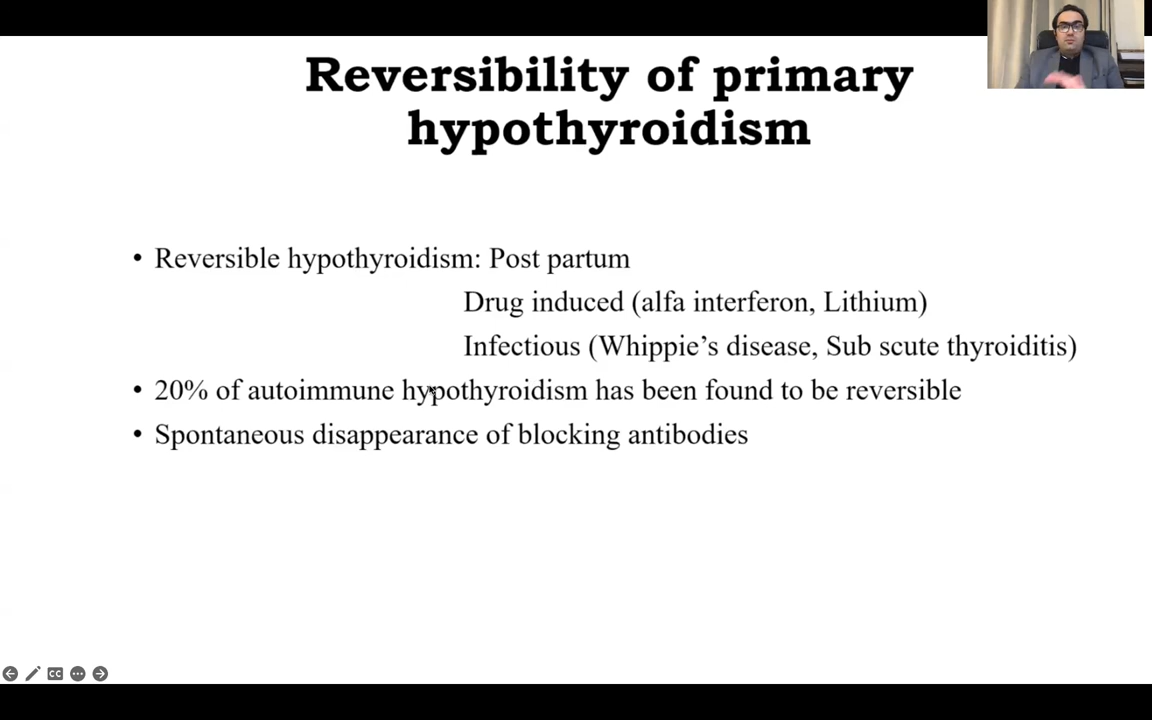 Reversibility of primary
hypothyroidism
• Reversible hypothyroidism: Post partum
Drug induced (alfa interferon, Lithium)
Infectious (Whippie’s disease, Sub scute thyroiditis)
• 20% of autoimmune hypothyroidism has been found to be reversible
• Spontaneous disappearance of blocking antibodies
CC